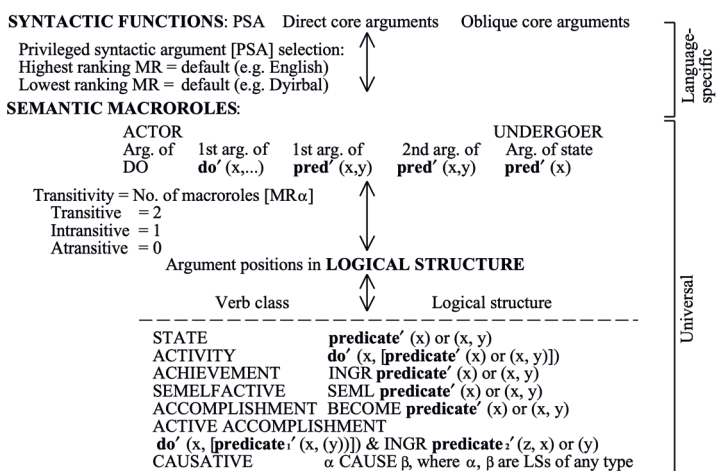 SYNTACTIC FUNCTIONS: PSA Direct core arguments Oblique core arguments
Privileged syntactic argument [PSA] selection:
Highest ranking MR = default (e.g. English)
Lowest ranking MR = default (e.g. Dyirbal)
Language-specific
SEMANTIC MACROROLES:
ACTOR UNDERGOER
Arg. of 1st arg. of 1st arg. of 2nd arg. of Arg. of state
DO do′ (x,...) pred′ (x,y) pred′ (x,y) pred′ (x)
Transitivity = No. of macroroles [MRα]
Transitive = 2
Intransitive = 1
Atransitive = 0
Argument positions in LOGICAL STRUCTURE
Verb class Logical structure
STATE predicate′ (x) or (x, y)
ACTIVITY do′ (x, [predicate′ (x) or (x, y)])
ACHIEVEMENT INGR predicate′ (x) or (x, y)
SEMELFACTIVE SEML predicate′ (x) or (x, y)
ACCOMPLISHMENT BECOME predicate′ (x) or (x, y)
ACTIVE ACCOMPLISHMENT
do′ (x, [predicate₁′ (x, (y))]) & INGR predicate₂′ (z, x) or (y)
CAUSATIVE α CAUSE β, where α, β are LSs of any type
Universal